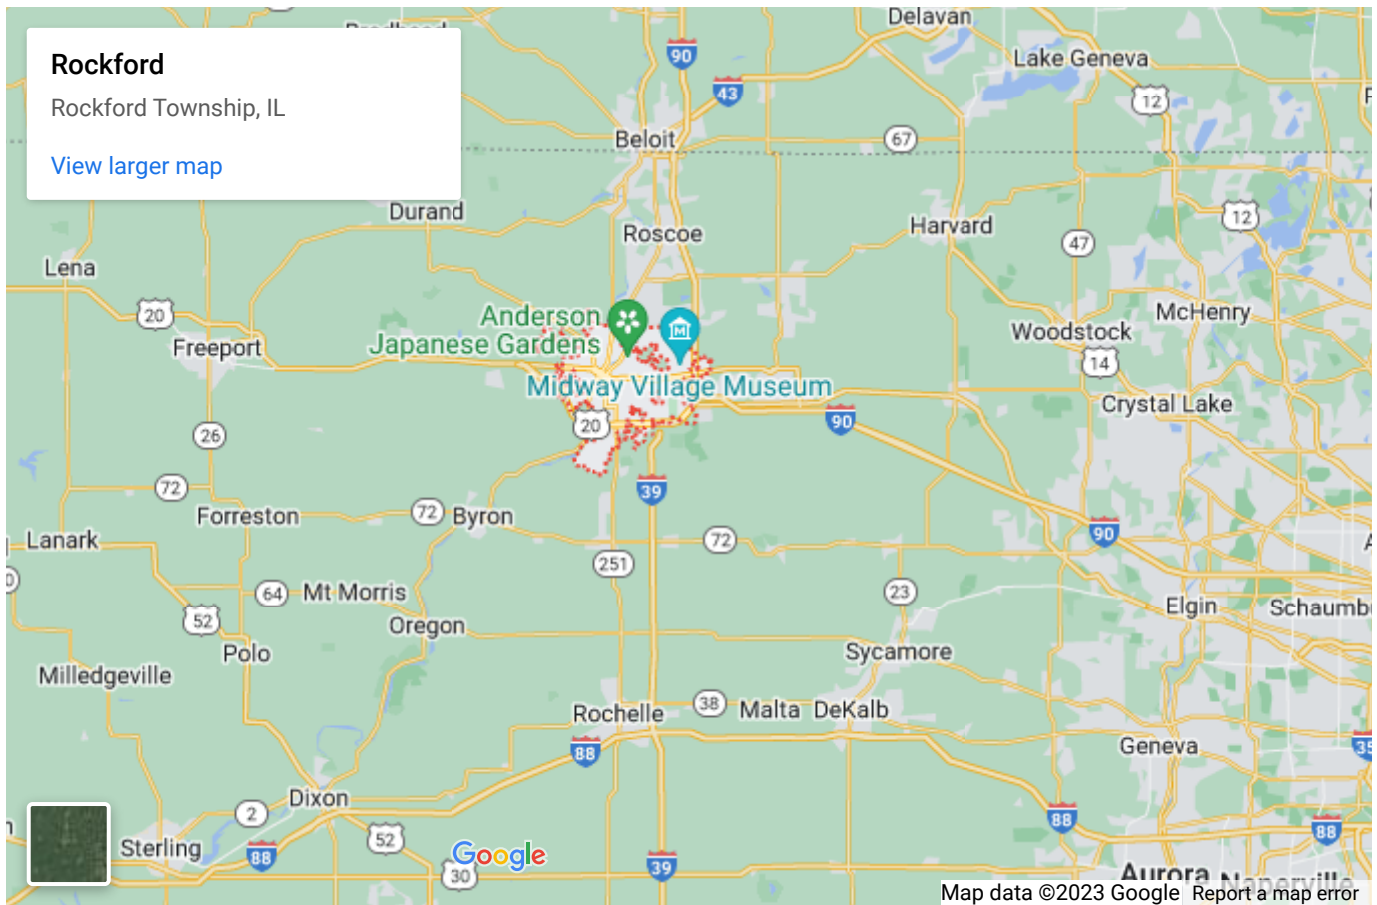 Rockford
Rockford Township, IL
View larger map
Delavan
90
Lake Geneva
43
12
Beloit
67
Durand
Roscoe
Harvard
12
47
Lena
20
Anderson
Japanese Gardens
McHenry
Woodstock
Freeport
14
Midway Village Museum
Crystal Lake
20
90
26
72
39
Forreston
72
Byron
90
Lanark
72
251
64
Mt Morris
23
Elgin
Schaumb
52
Oregon
Polo
Sycamore
Milledgeville
Rochelle
38
Malta
DeKalb
88
Geneva
35
Dixon
2
88
88
52
Sterling
88
Google
30
39
Aurora
Naperville
Map data ©2023 Google
Report a map error